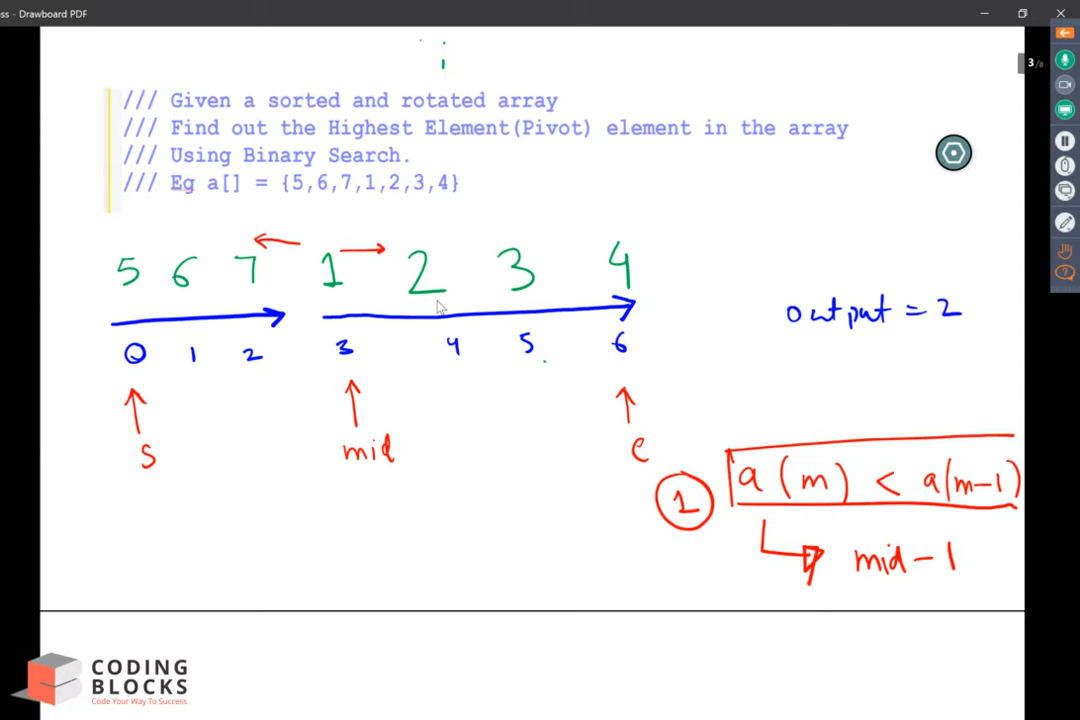 ss - Drawboard PDF
3/8
/// Given a sorted and rotated array
/// Find out the Highest Element(Pivot) element in the array
/// Using Binary Search.
/// Eg a[] = {5,6,7,1,2,3,4}
5 6 7 1 2 3 4
output = 2
0 1 2 3 4 5 6
s mid e
1 a(m) < a(m-1)
mid-1
CODING
BLOCKS
Code Your Way To Success